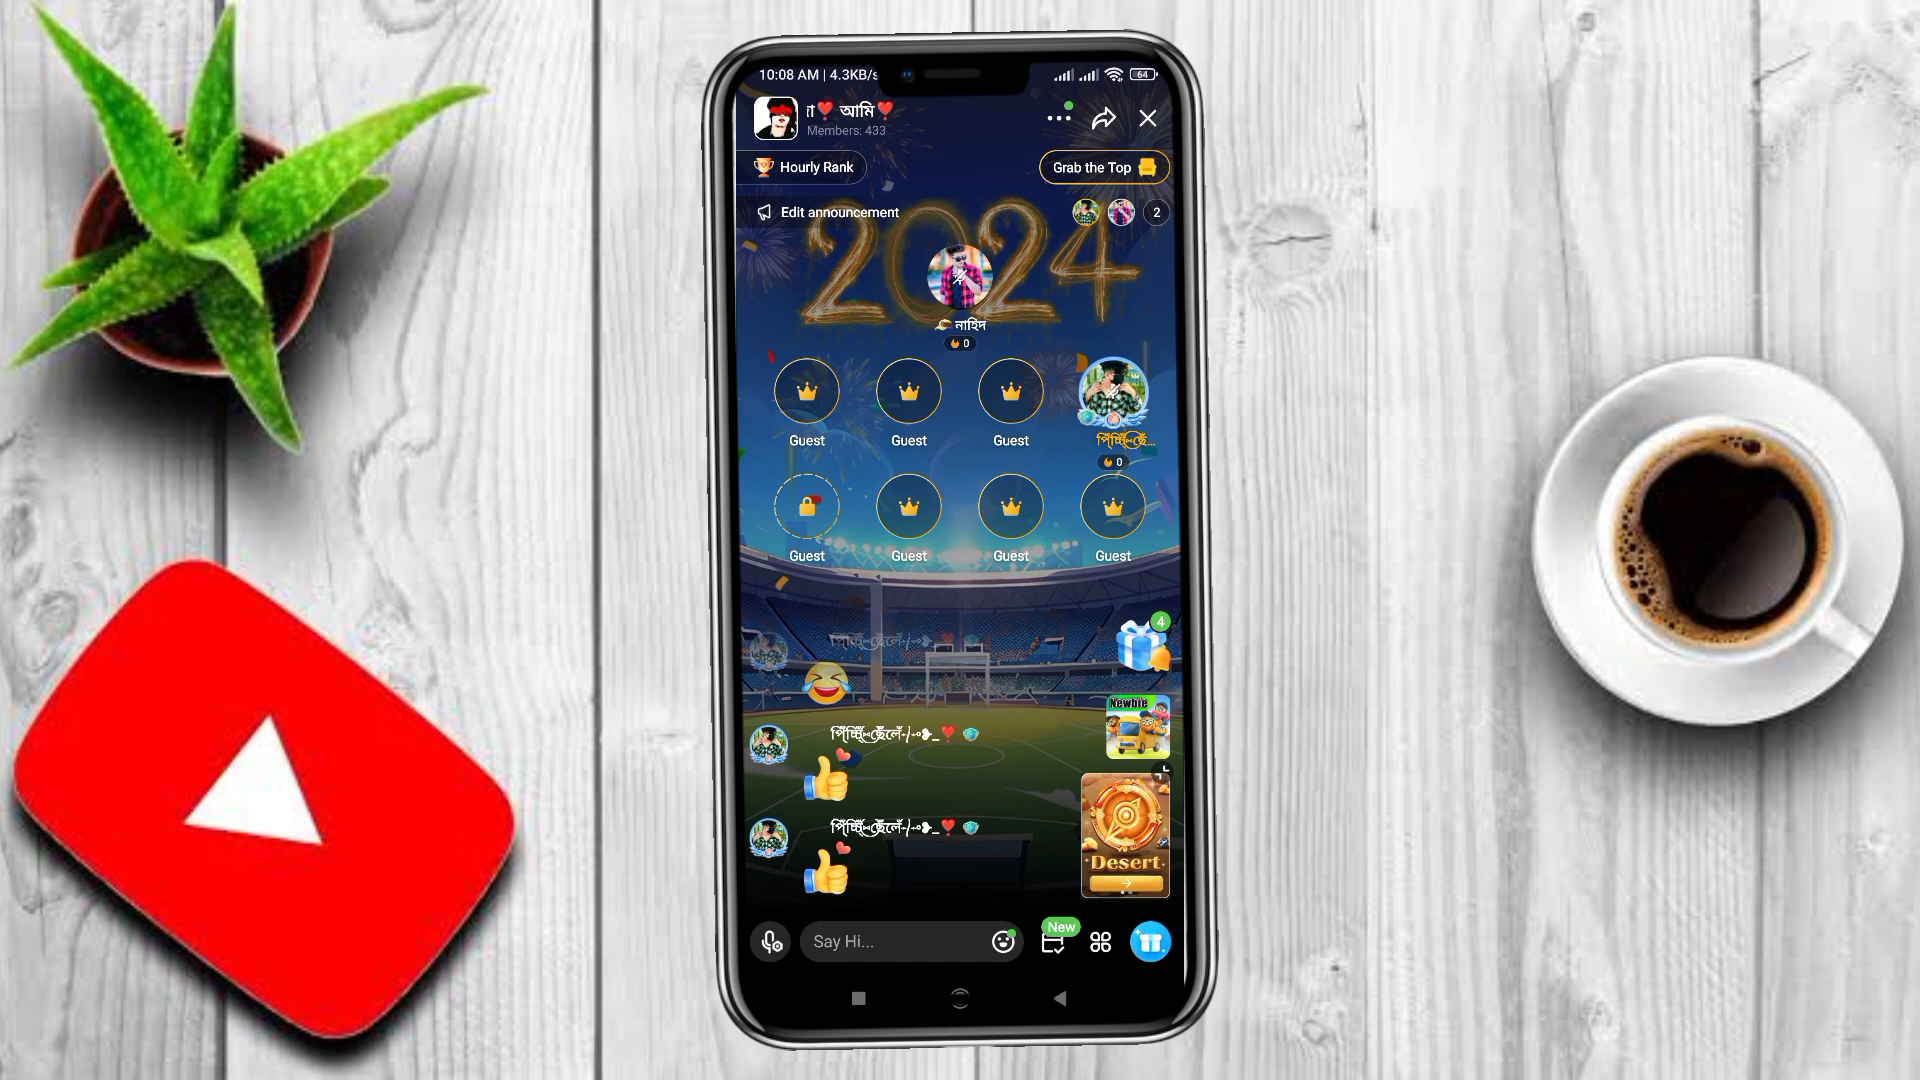 10:08 AM | 4.3KB/s
64
া❤️ আমি❤️
Members: 433
Hourly Rank
Grab the Top
Edit announcement
2
2024
নাহিদ
0
Guest
Guest
Guest
0
Guest
Guest
Guest
Guest
4
Newbie
Desert
New
Say Hi...